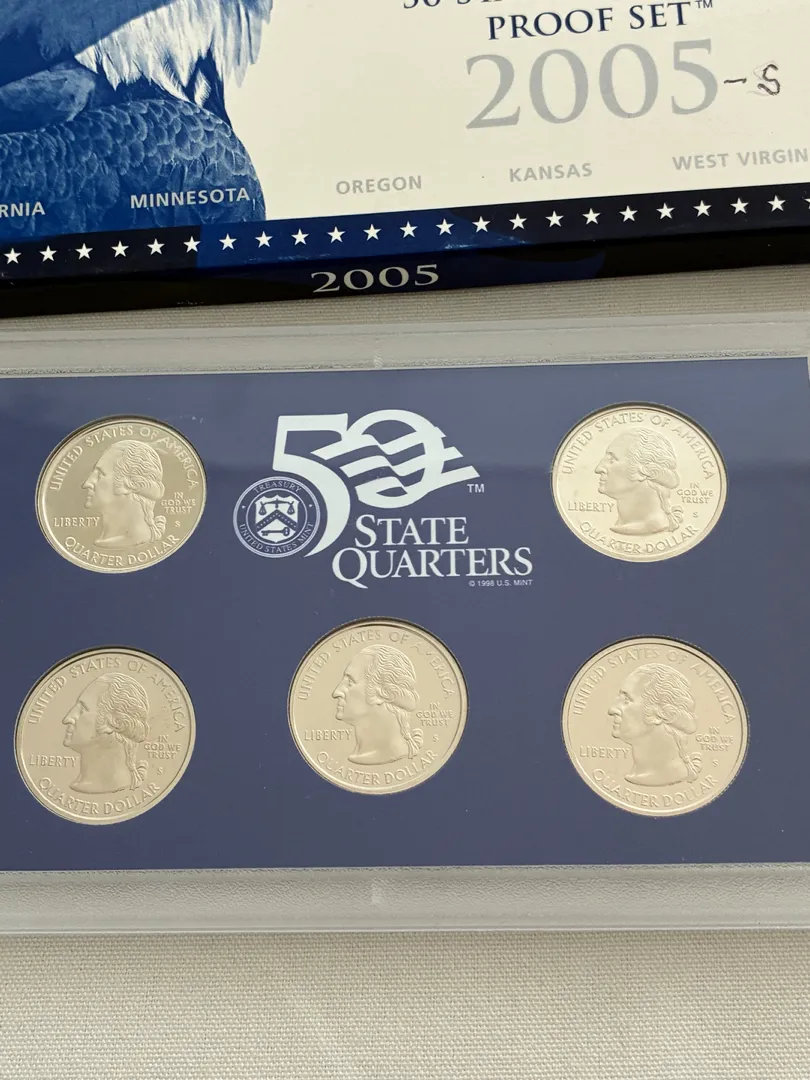 PROOF SET™
2005-S
MINNESOTA
OREGON
KANSAS
WEST
2005
50
™
STATE
QUARTERS
© 1998 U.S. MINT
TREASURY
UNITED STATES MINT
UNITED STATES OF AMERICA
LIBERTY
IN
GOD WE
TRUST
S
QUARTER DOLLAR
UNITED STATES OF AMERICA
LIBERTY
IN
GOD WE
TRUST
S
QUARTER DOLLAR
UNITED STATES OF AMERICA
LIBERTY
IN
GOD WE
TRUST
S
QUARTER DOLLAR
UNITED STATES OF AMERICA
LIBERTY
IN
GOD WE
TRUST
S
QUARTER DOLLAR
UNITED STATES OF AMERICA
LIBERTY
IN
GOD WE
TRUST
S
QUARTER DOLLAR